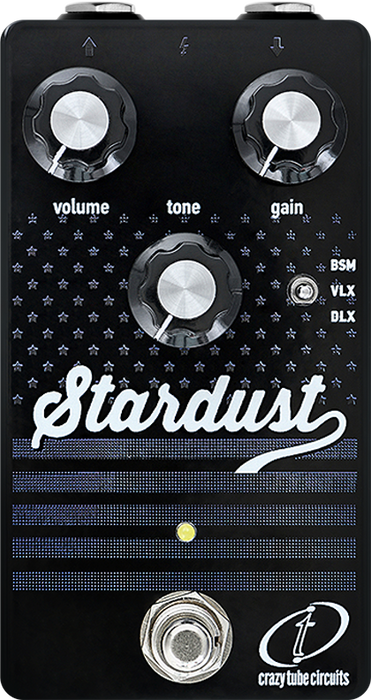 volume tone gain
BSM
VLX
DLX
Stardust
crazy tube circuits